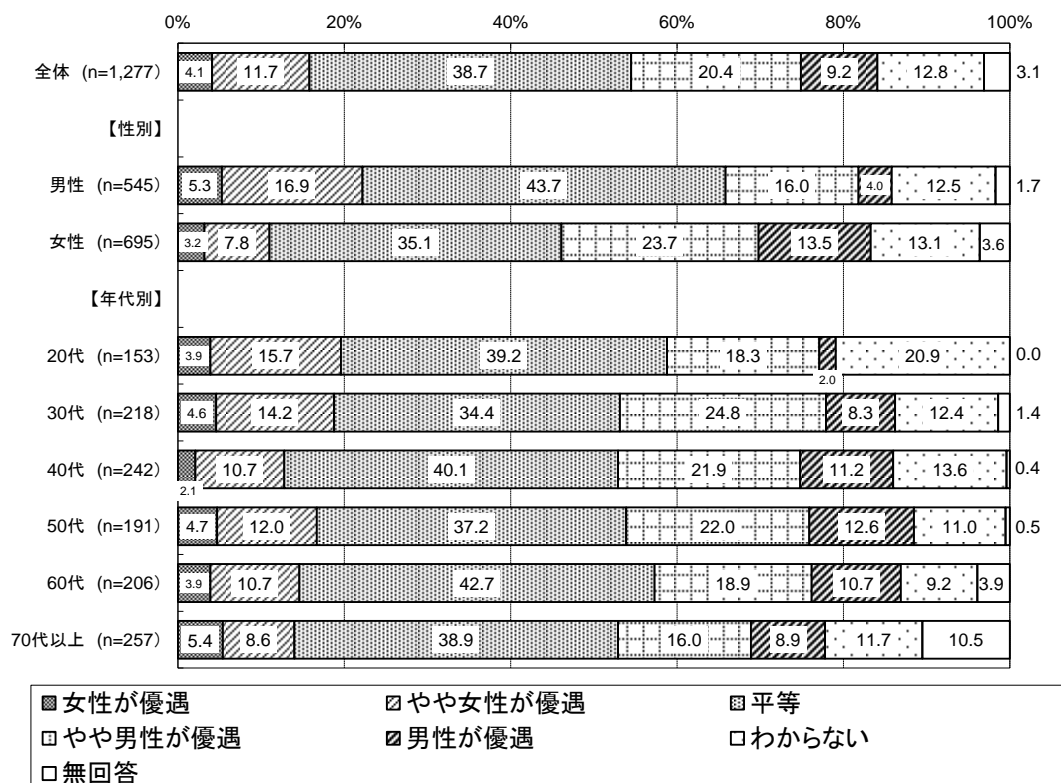 0% 20% 40% 60% 80% 100%
全体 (n=1,277) 4.1 11.7 38.7 20.4 9.2 12.8 3.1
【性別】
男性 (n=545) 5.3 16.9 43.7 16.0 4.0 12.5 1.7
女性 (n=695) 3.2 7.8 35.1 23.7 13.5 13.1 3.6
【年代別】
20代 (n=153) 3.9 15.7 39.2 18.3 2.0 20.9 0.0
30代 (n=218) 4.6 14.2 34.4 24.8 8.3 12.4 1.4
40代 (n=242) 2.1 10.7 40.1 21.9 11.2 13.6 0.4
50代 (n=191) 4.7 12.0 37.2 22.0 12.6 11.0 0.5
60代 (n=206) 3.9 10.7 42.7 18.9 10.7 9.2 3.9
70代以上 (n=257) 5.4 8.6 38.9 16.0 8.9 11.7 10.5
女性が優遇 やや女性が優遇 平等
やや男性が優遇 男性が優遇 わからない
無回答